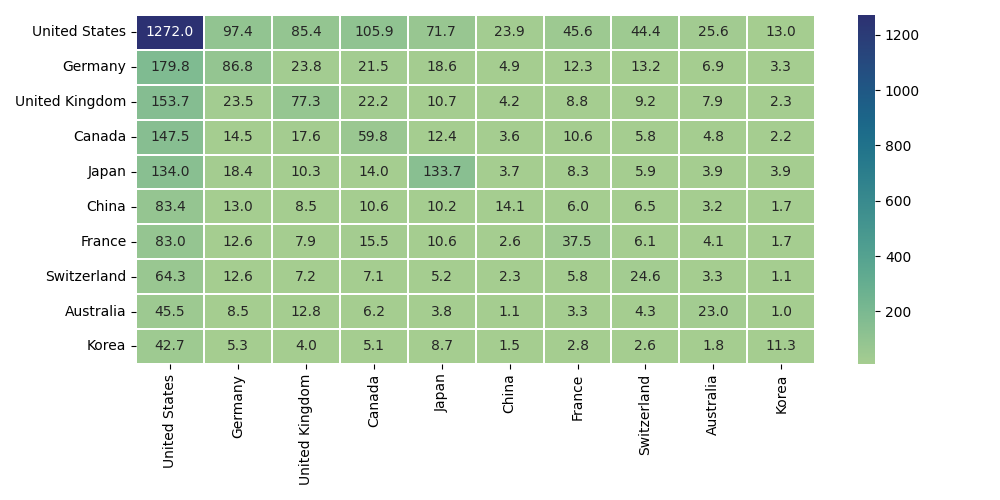 United States 1272.0 97.4 85.4 105.9 71.7 23.9 45.6 44.4 25.6 13.0
Germany 179.8 86.8 23.8 21.5 18.6 4.9 12.3 13.2 6.9 3.3
United Kingdom 153.7 23.5 77.3 22.2 10.7 4.2 8.8 9.2 7.9 2.3
Canada 147.5 14.5 17.6 59.8 12.4 3.6 10.6 5.8 4.8 2.2
Japan 134.0 18.4 10.3 14.0 133.7 3.7 8.3 5.9 3.9 3.9
China 83.4 13.0 8.5 10.6 10.2 14.1 6.0 6.5 3.2 1.7
France 83.0 12.6 7.9 15.5 10.6 2.6 37.5 6.1 4.1 1.7
Switzerland 64.3 12.6 7.2 7.1 5.2 2.3 5.8 24.6 3.3 1.1
Australia 45.5 8.5 12.8 6.2 3.8 1.1 3.3 4.3 23.0 1.0
Korea 42.7 5.3 4.0 5.1 8.7 1.5 2.8 2.6 1.8 11.3
United States
Germany
United Kingdom
Canada
Japan
China
France
Switzerland
Australia
Korea
1200
1000
800
600
400
200